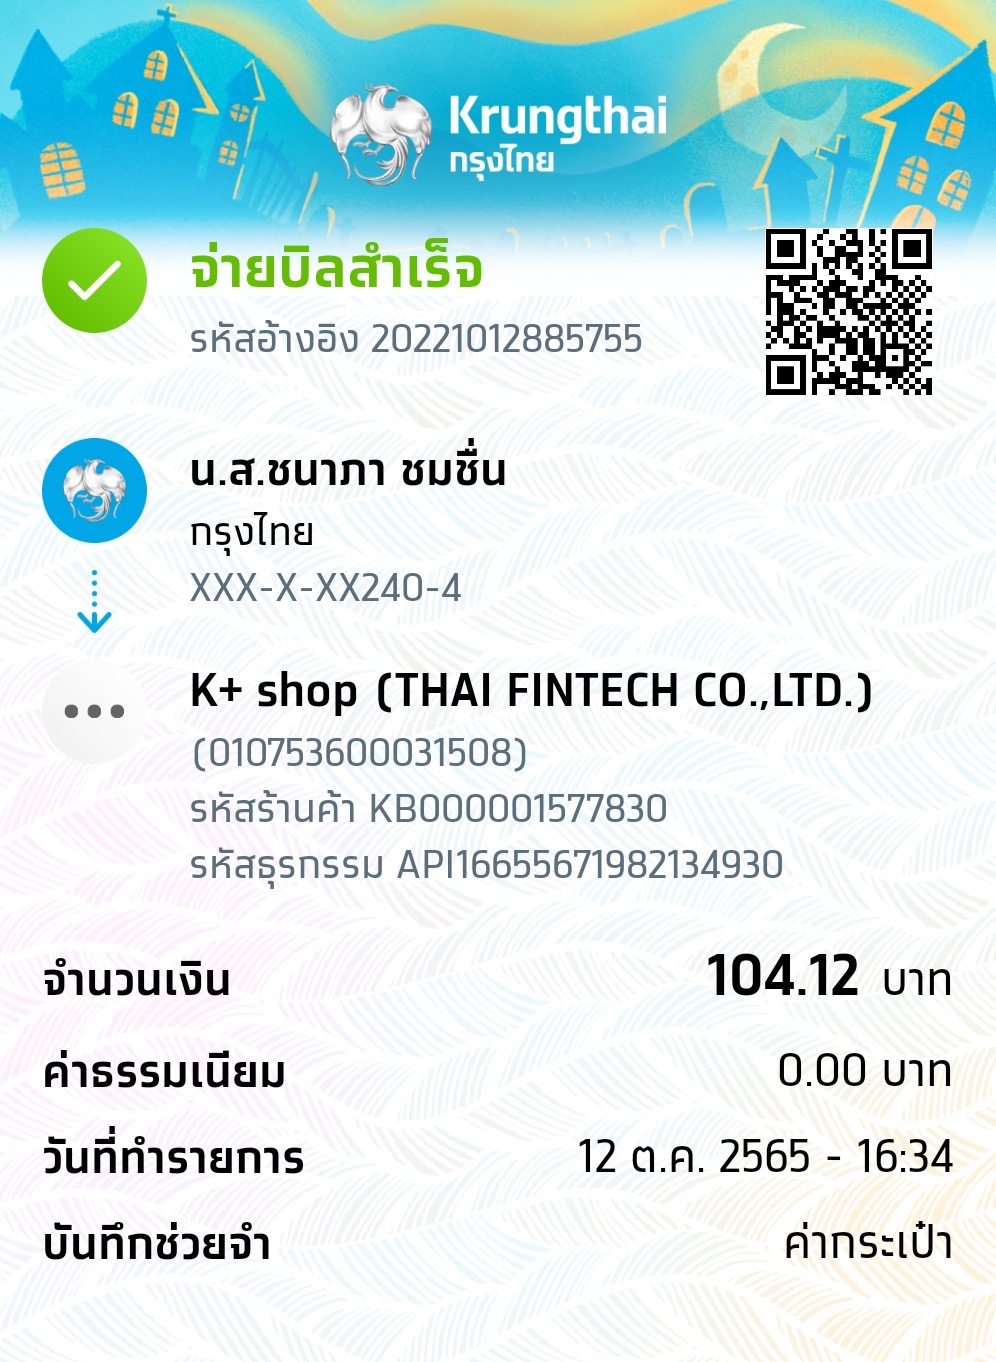 Krungthai
กรุงไทย
จ่ายบิลสำเร็จ
รหัสอ้างอิง 20221012885755
น.ส.ชนาภา ชมชื่น
กรุงไทย
XXX-X-XX240-4
K+ shop (THAI FINTECH CO.,LTD.)
(010753600031508)
รหัสร้านค้า KB000001577830
รหัสธุรกรรม API16655671982134930
จำนวนเงิน 104.12 บาท
ค่าธรรมเนียม 0.00 บาท
วันที่ทำรายการ 12 ต.ค. 2565 - 16:34
บันทึกช่วยจำ ค่ากระเป๋า